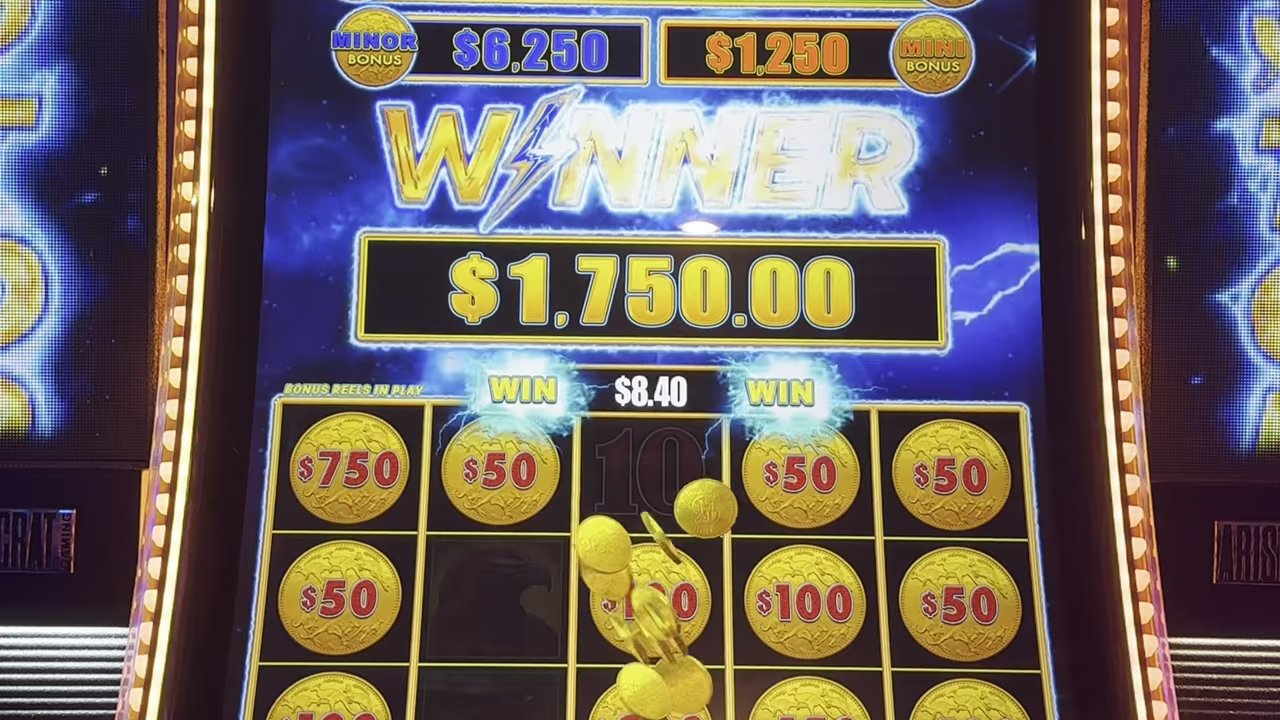 MINOR BONUS $6,250 $1,250 MINI BONUS
WINNER
$1,750.00
BONUS REELS IN PLAY
WIN $8.40 WIN
$750 $50 10 $50 $50
$50 $100 $50